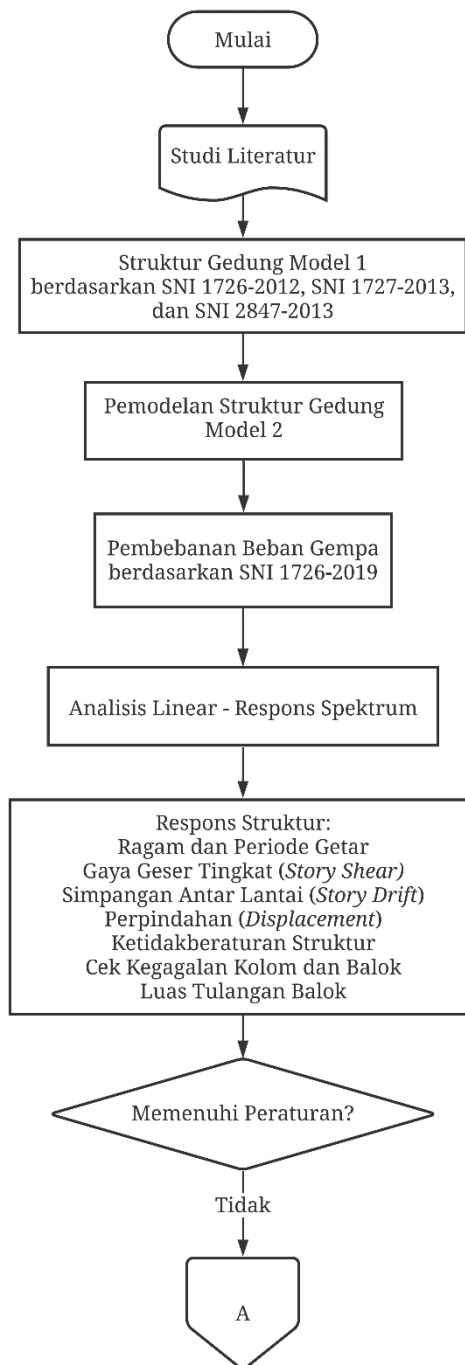 Mulai
Studi Literatur
Struktur Gedung Model 1
berdasarkan SNI 1726-2012, SNI 1727-2013,
dan SNI 2847-2013
Pemodelan Struktur Gedung
Model 2
Pembebanan Beban Gempa
berdasarkan SNI 1726-2019
Analisis Linear - Respons Spektrum
Respons Struktur:
Ragam dan Periode Getar
Gaya Geser Tingkat (Story Shear)
Simpangan Antar Lantai (Story Drift)
Perpindahan (Displacement)
Ketidakberaturan Struktur
Cek Kegagalan Kolom dan Balok
Luas Tulangan Balok
Memenuhi Peraturan?
Tidak
A